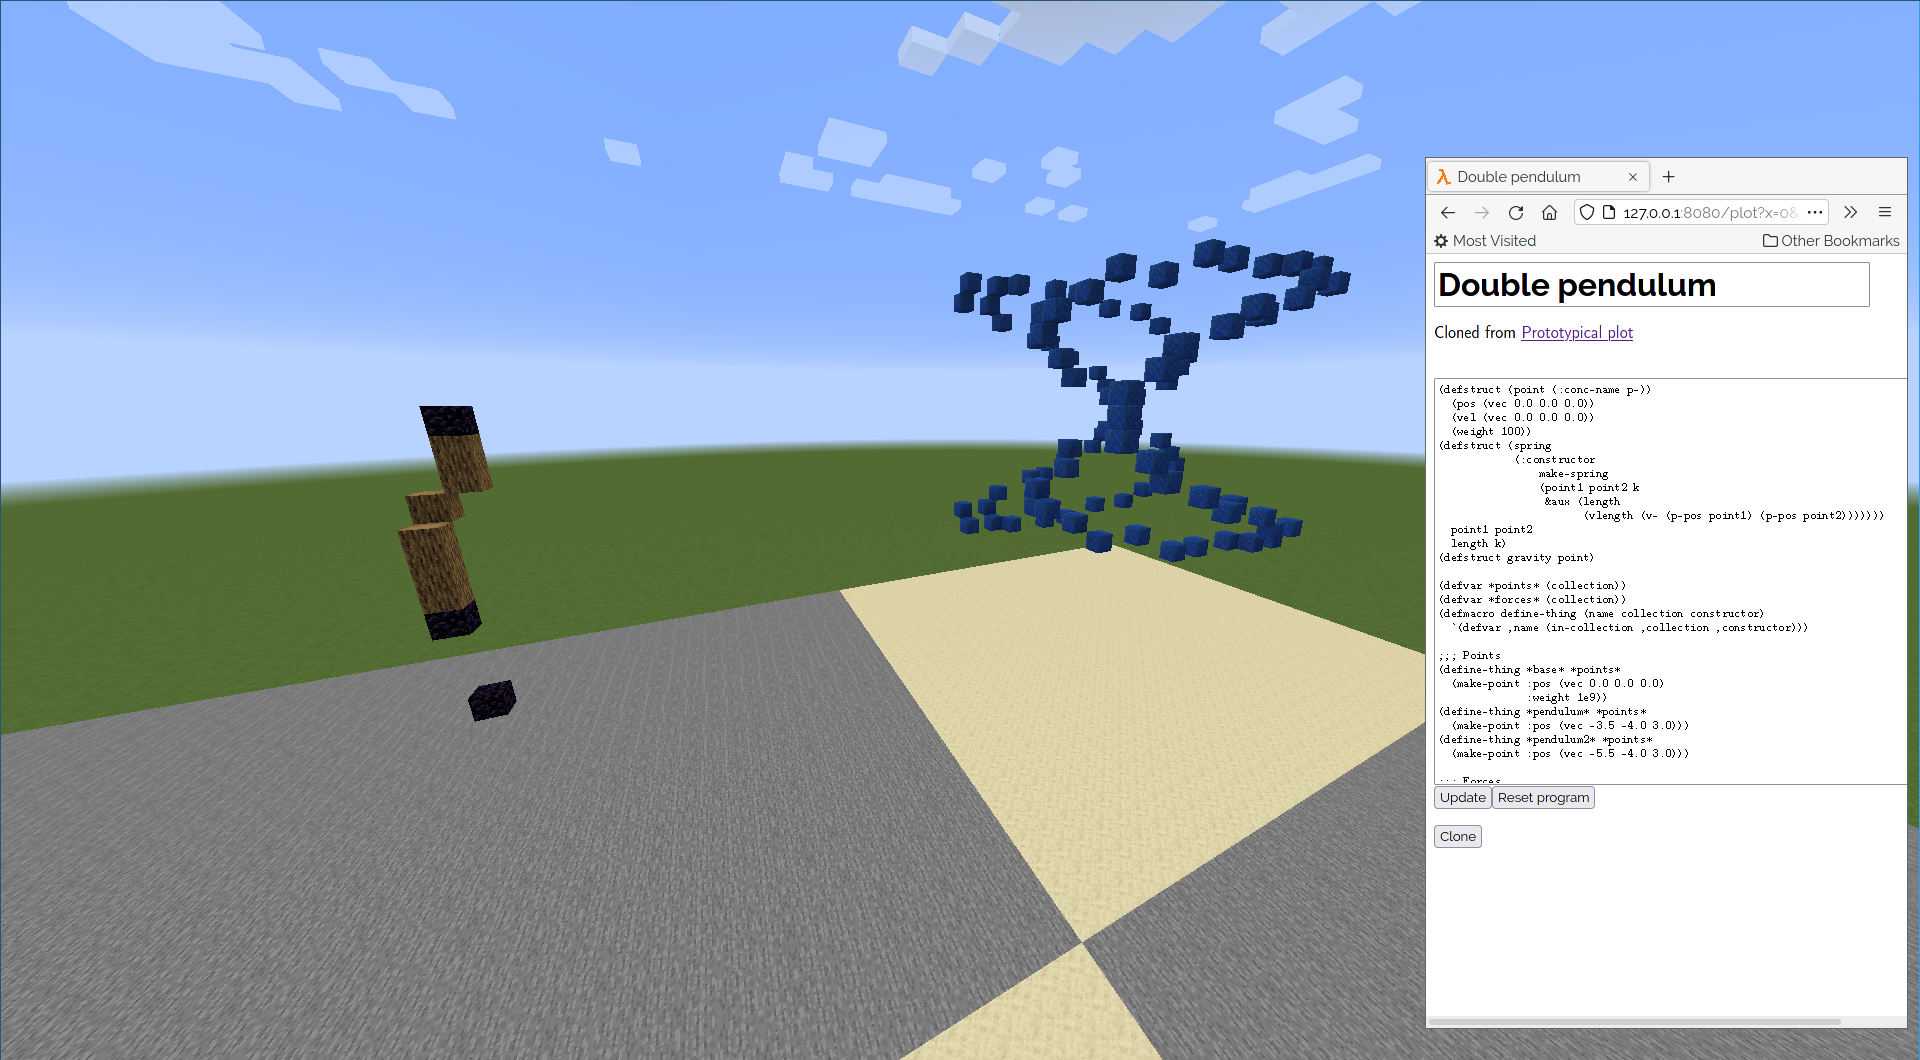 Double pendulum
127.0.0.1:8080/plot?x=0&
Most Visited
Other Bookmarks
Double pendulum
Cloned from Prototypical plot
(defstruct (point (:conc-name p-))
  (pos (vec 0.0 0.0 0.0))
  (vel (vec 0.0 0.0 0.0))
  (weight 100))
(defstruct (spring
            (:constructor
                make-spring
                (point1 point2 k
                 &aux (length
                       (vlength (v- (p-pos point1) (p-pos point2)))))))
  point1 point2
  length k)
(defstruct gravity point)
(defvar *points* (collection))
(defvar *forces* (collection))
(defmacro define-thing (name collection constructor)
  `(defvar ,name (in-collection ,collection ,constructor)))
;;; Points
(define-thing *base* *points*
  (make-point :pos (vec 0.0 0.0 0.0)
              :weight 1e9))
(define-thing *pendulum* *points*
  (make-point :pos (vec -3.5 -4.0 3.0)))
(define-thing *pendulum2* *points*
  (make-point :pos (vec -5.5 -4.0 3.0)))
;;; Forces
Update
Reset program
Clone